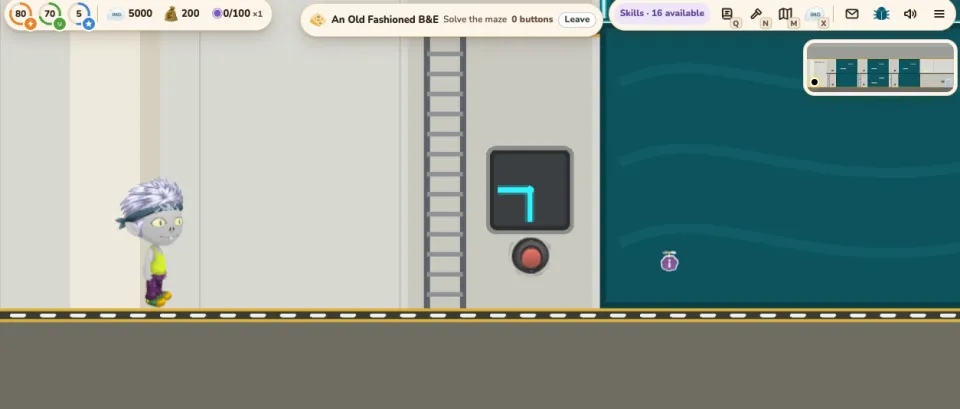 80 70 5 5000 200 0/100 ×1
An Old Fashioned B&E Solve the maze 0 buttons Leave
Skills · 16 available Q N M X